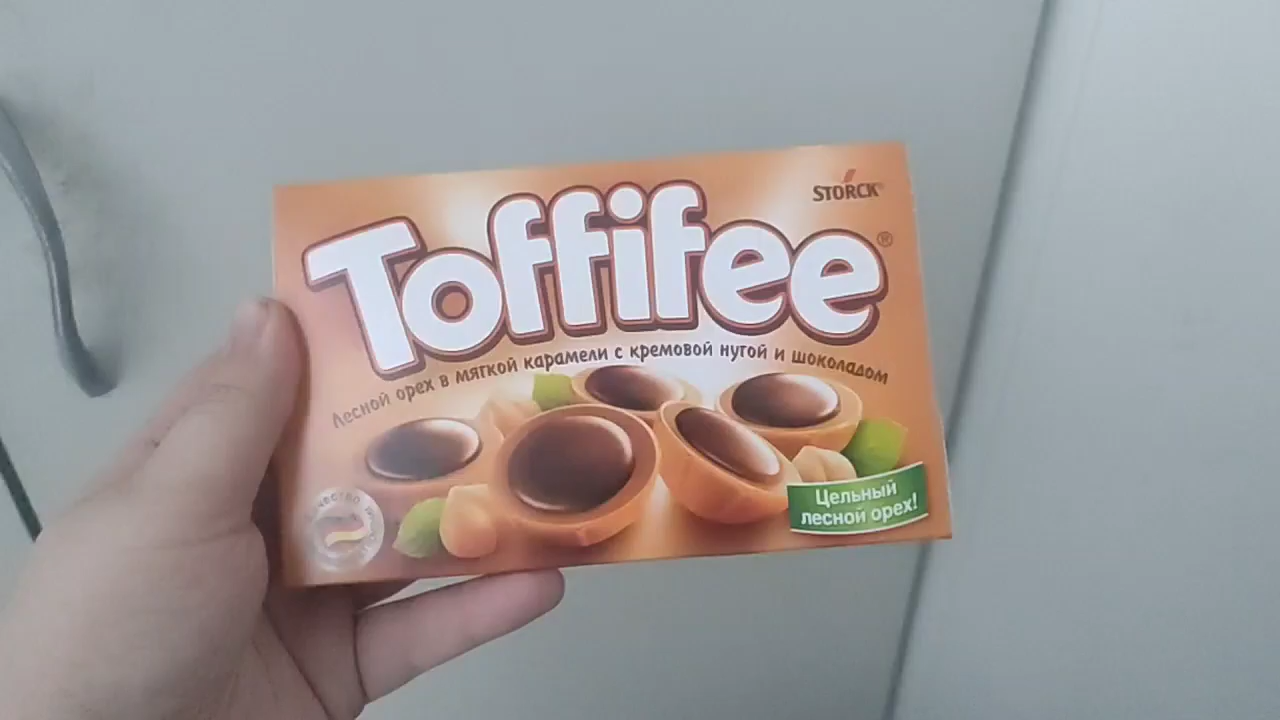 STORCK
Toffifee®
Лесной орех в мягкой карамели с кремовой нугой и шоколадом
Цельный
лесной орех!